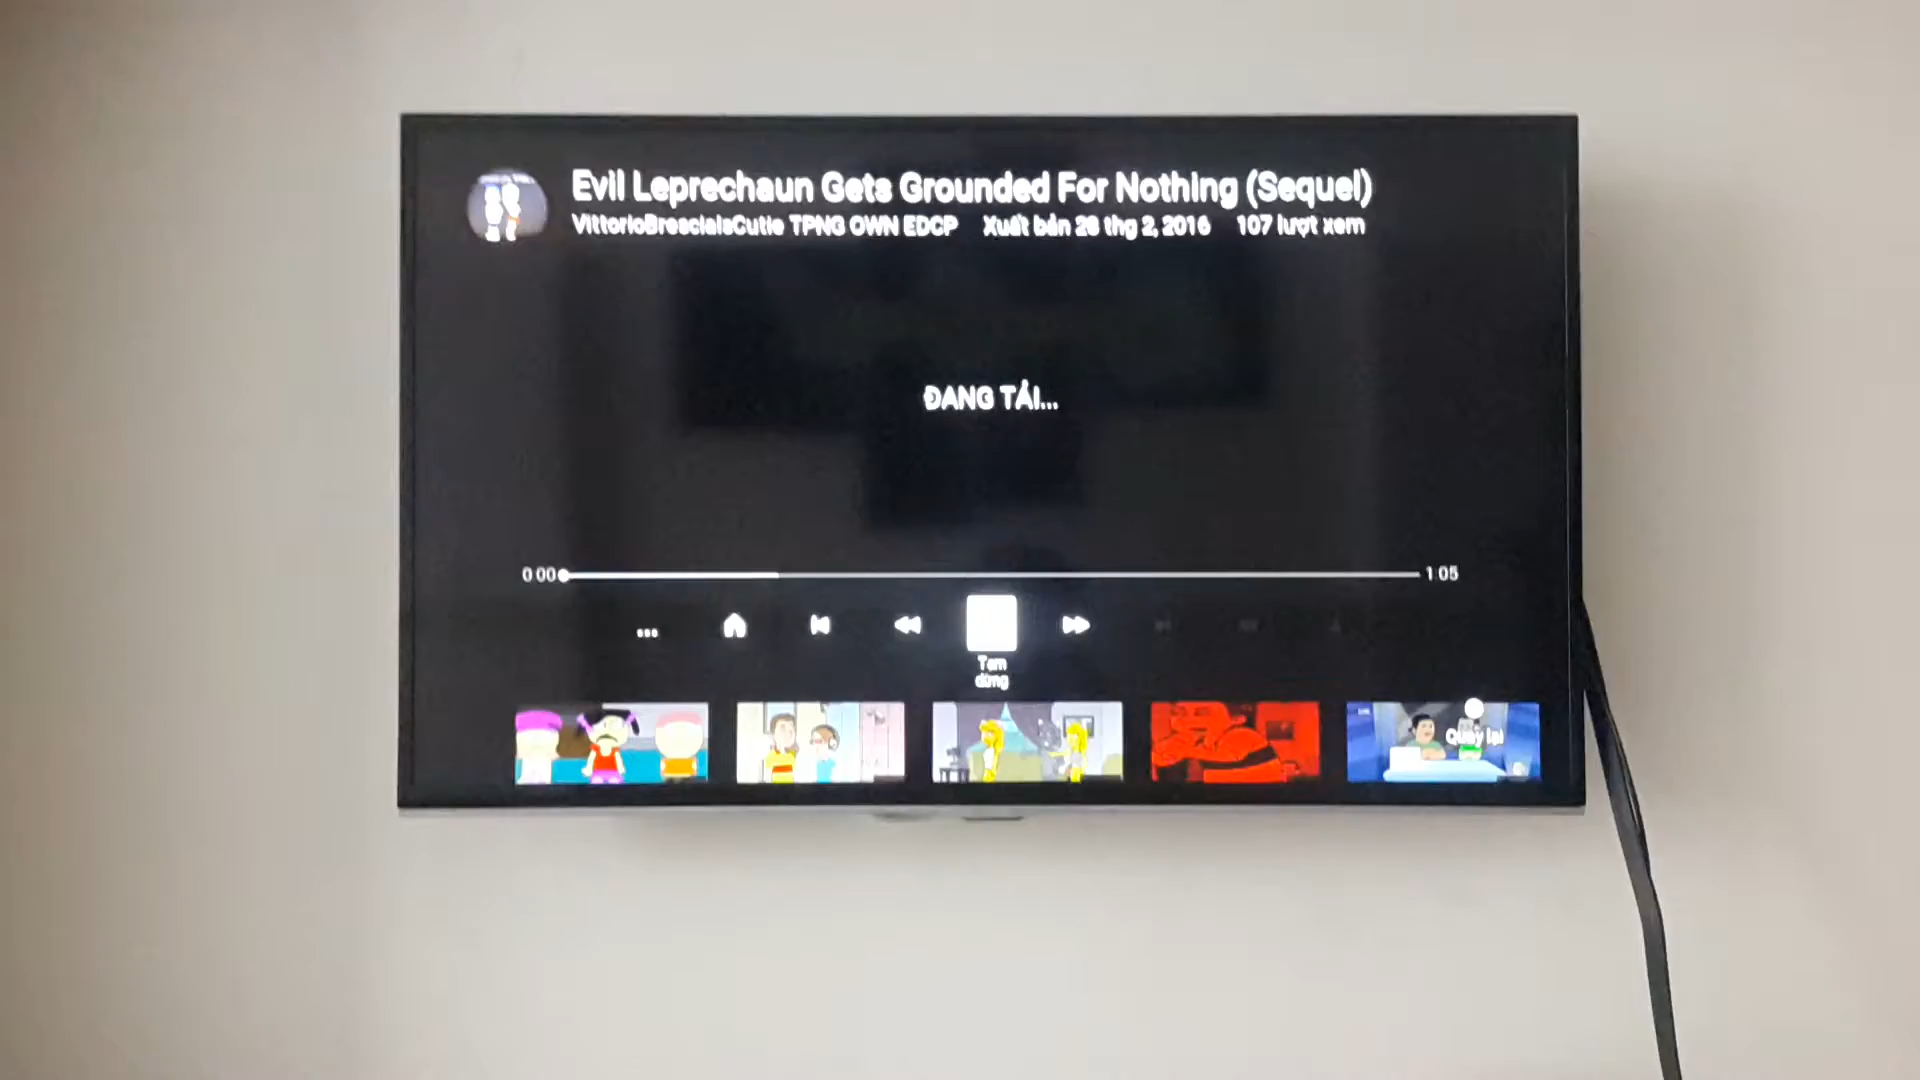 Evil Leprechaun Gets Grounded For Nothing (Sequel)
VittorioBresciaIsCutie TPNG OWN EDCP Xuất bản 28 thg 2, 2016 107 lượt xem
ĐANG TẢI...
0:00 1:05
Tạm
dừng
Quay lại